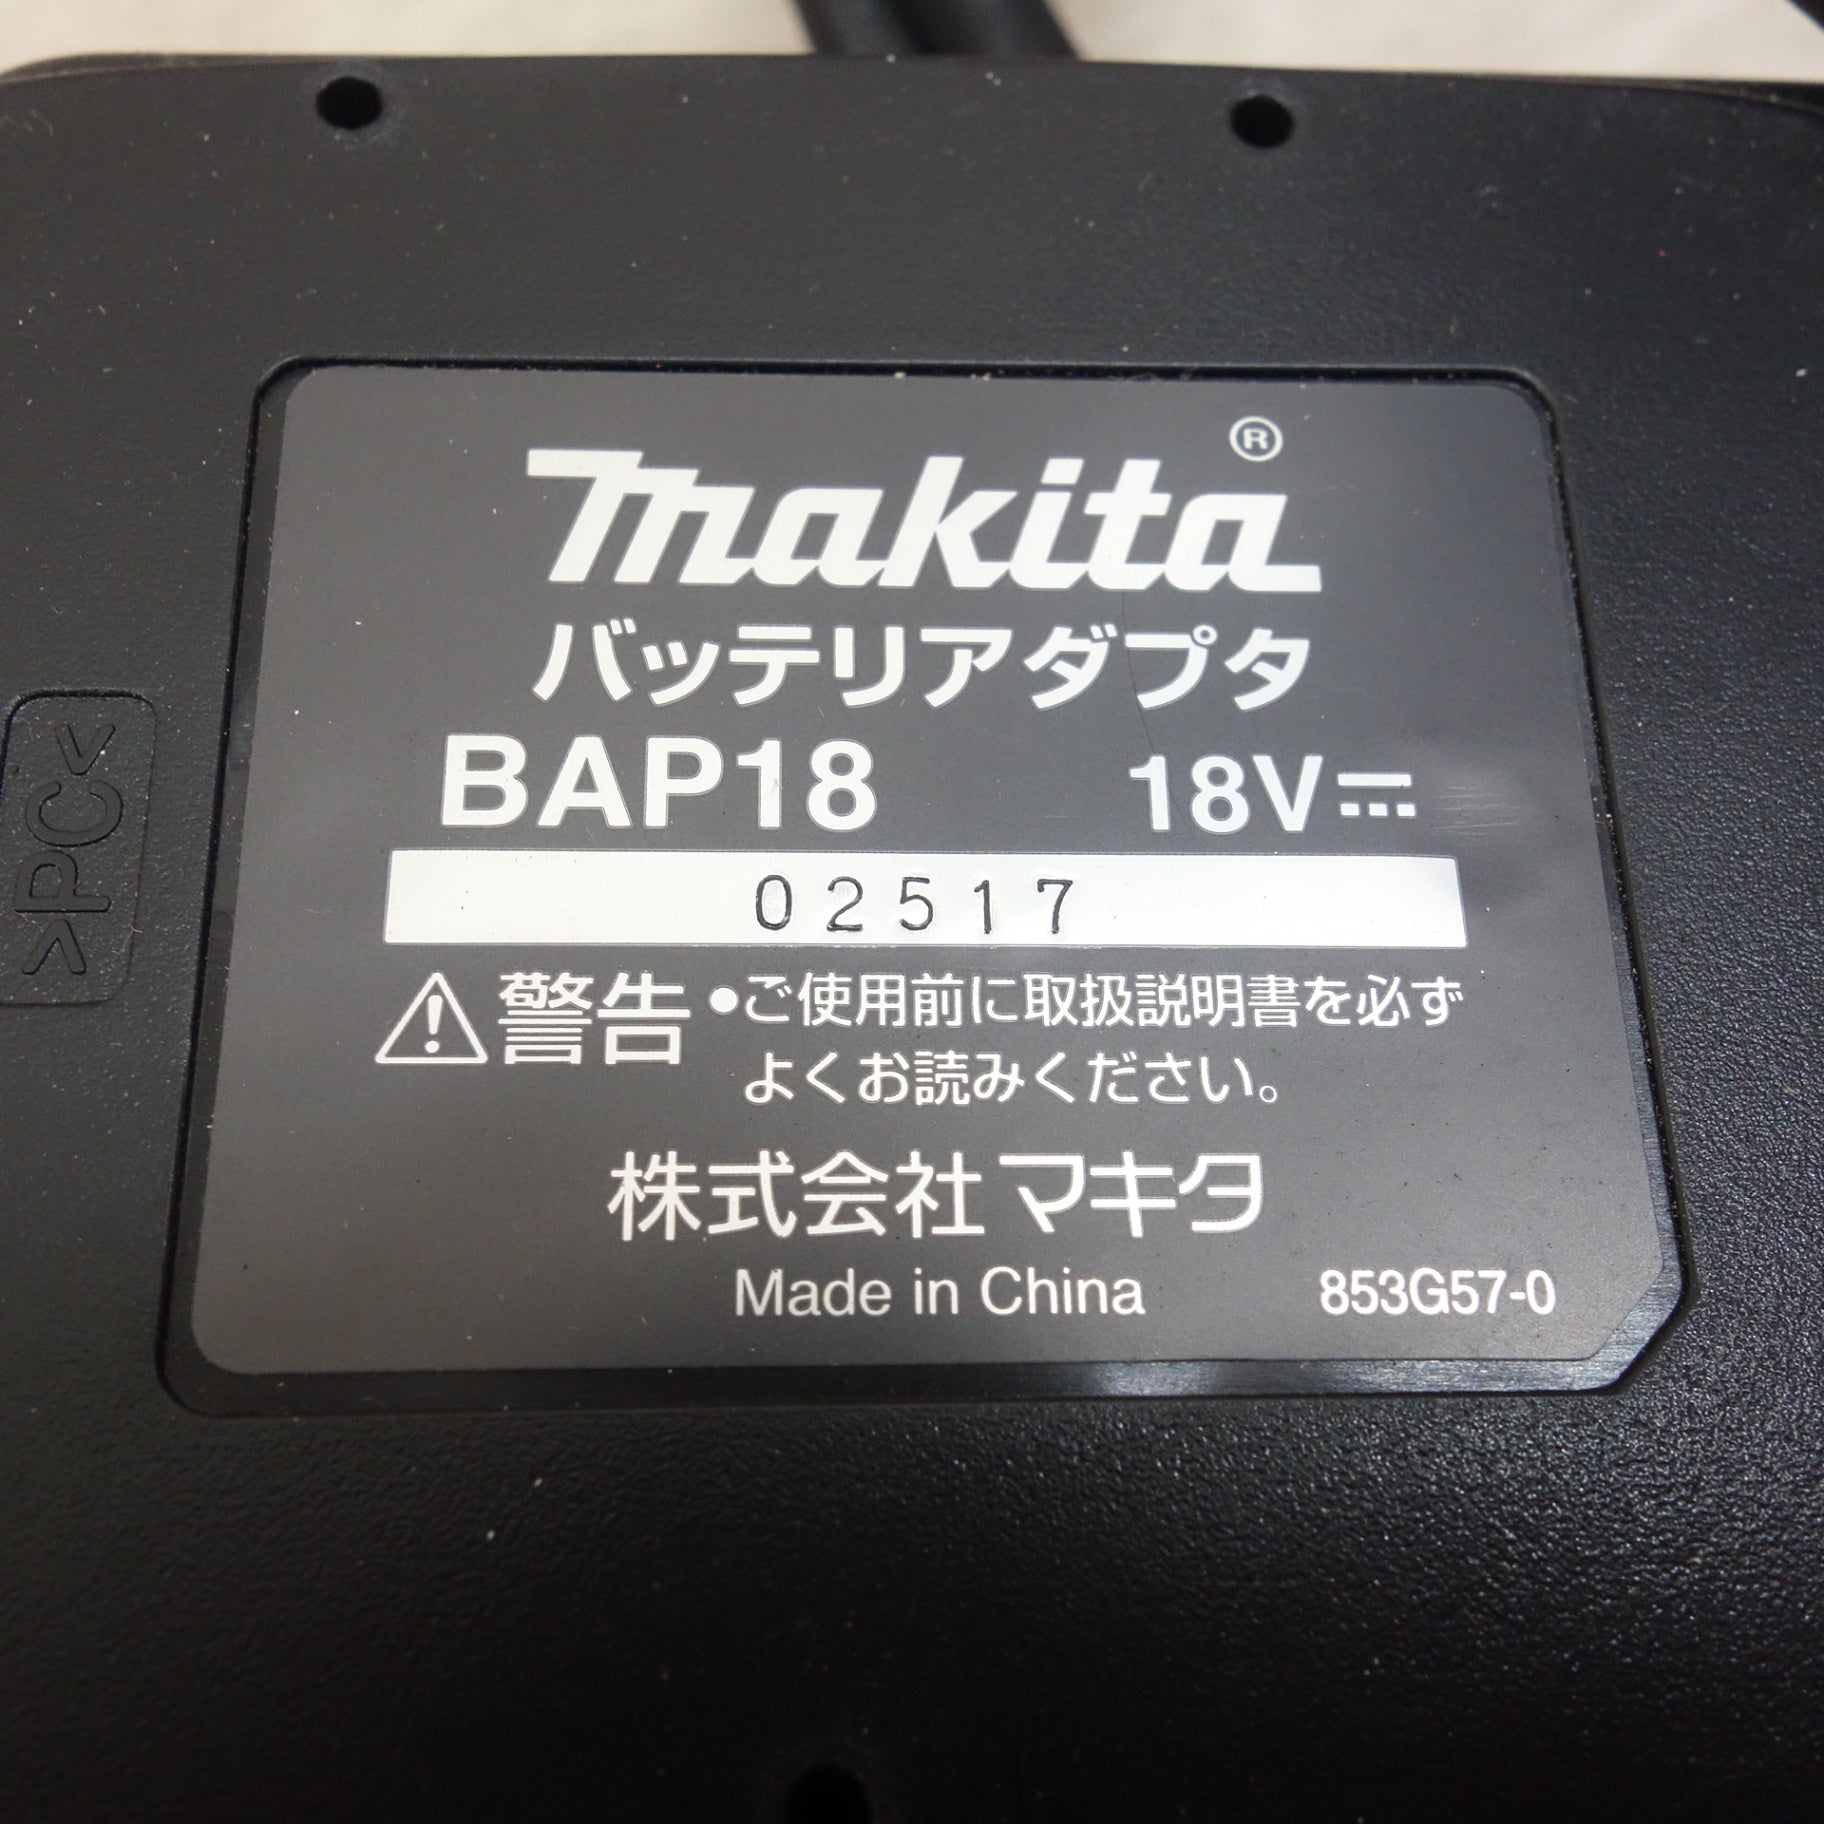 makita®
バッテリアダプタ
BAP18 18V⎓
02517
⚠警告 ●ご使用前に取扱説明書を必ず
よくお読みください。
株式会社マキタ
Made in China 853G57-0
>PC<